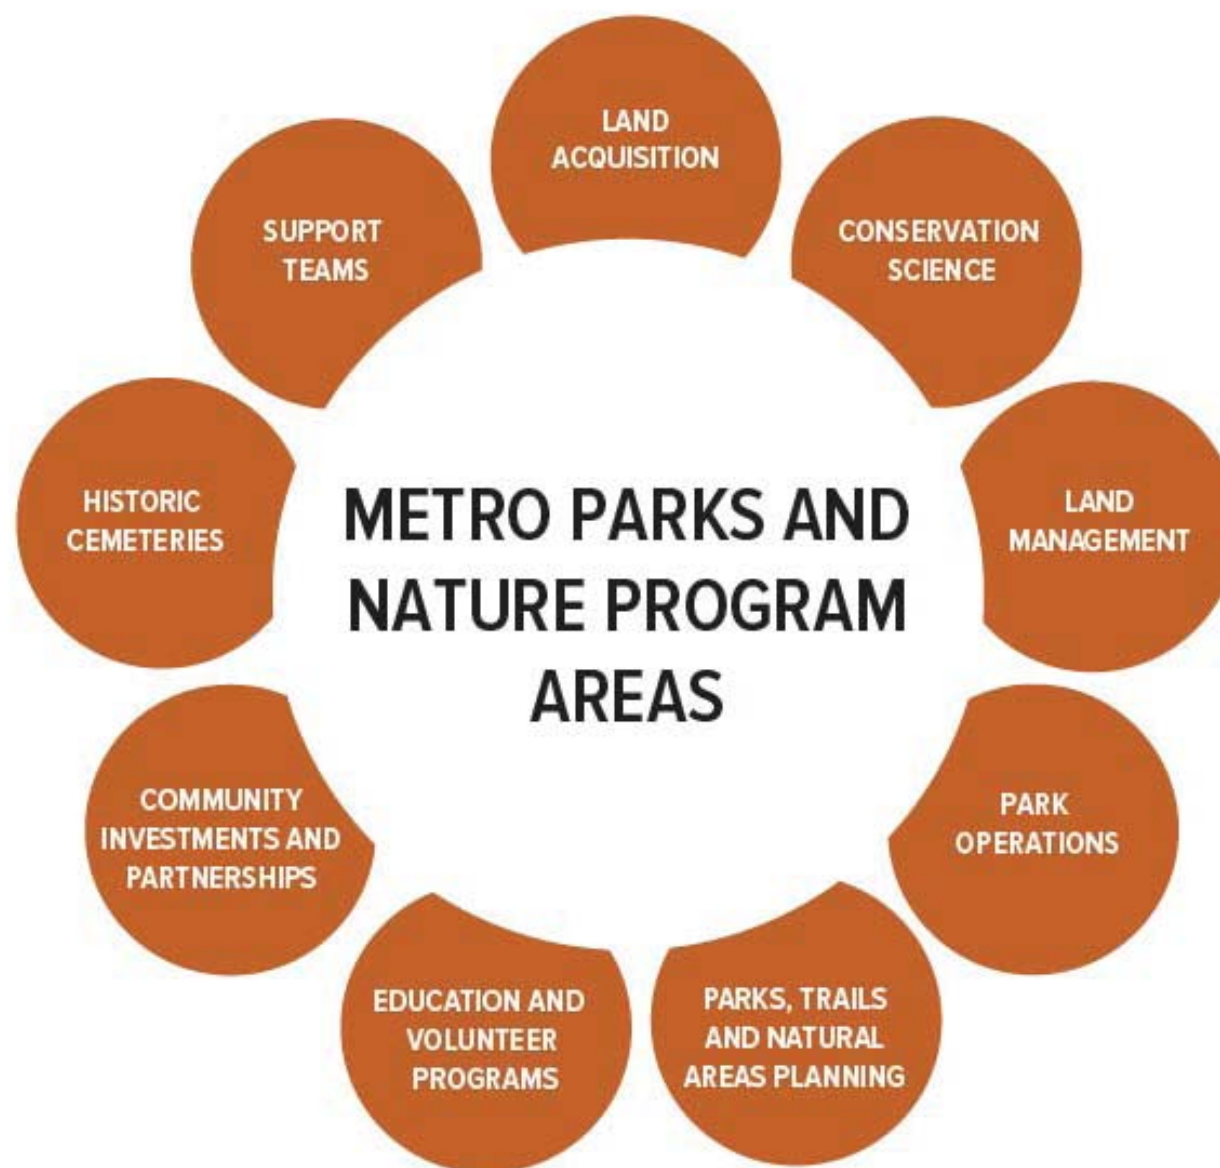 LAND
ACQUISITION
CONSERVATION
SCIENCE
LAND
MANAGEMENT
PARK
OPERATIONS
PARKS, TRAILS
AND NATURAL
AREAS PLANNING
EDUCATION AND
VOLUNTEER
PROGRAMS
COMMUNITY
INVESTMENTS AND
PARTNERSHIPS
HISTORIC
CEMETERIES
SUPPORT
TEAMS
METRO PARKS AND
NATURE PROGRAM
AREAS